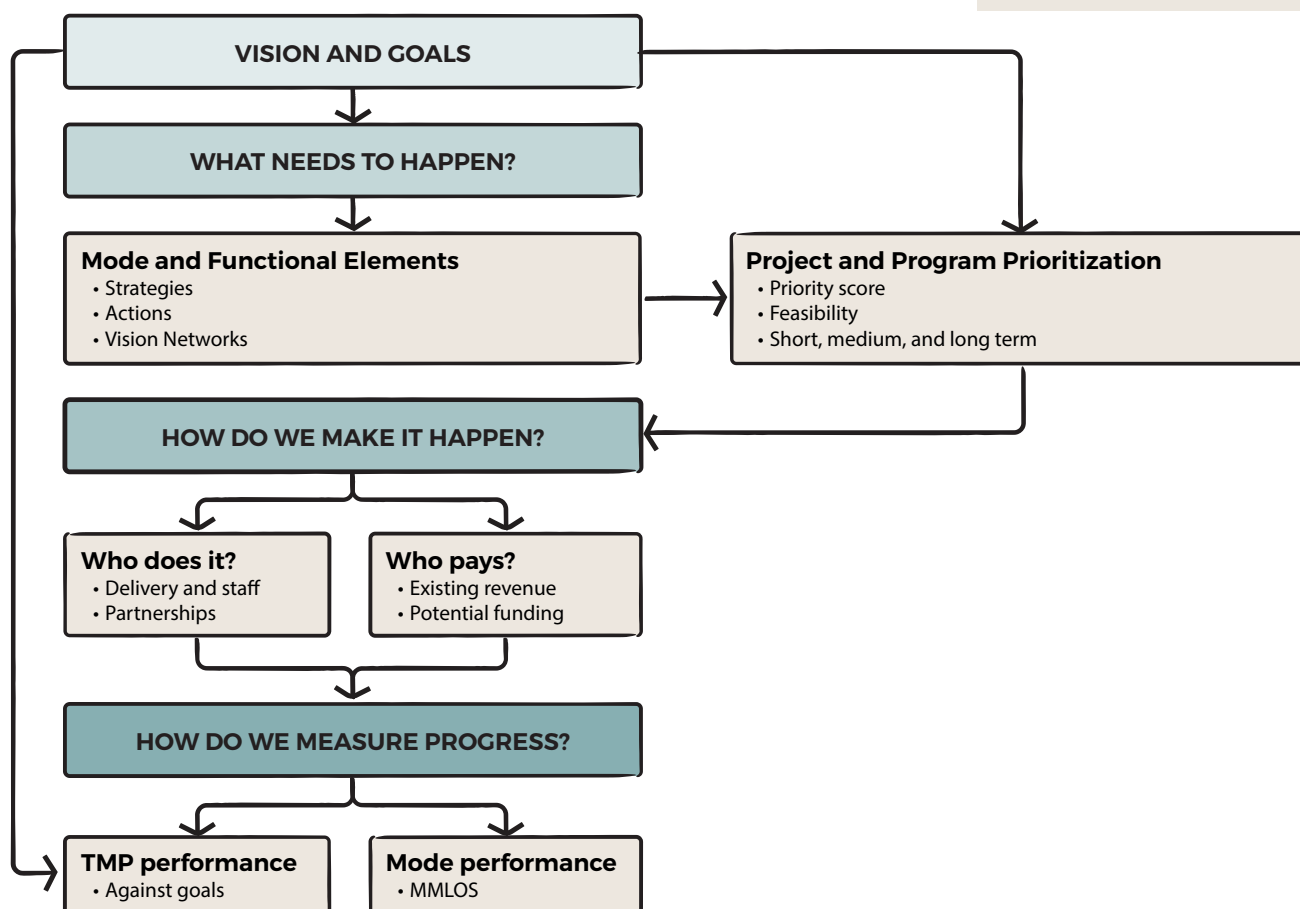 VISION AND GOALS
WHAT NEEDS TO HAPPEN?
Mode and Functional Elements
• Strategies
• Actions
• Vision Networks
Project and Program Prioritization
• Priority score
• Feasibility
• Short, medium, and long term
HOW DO WE MAKE IT HAPPEN?
Who does it?
• Delivery and staff
• Partnerships
Who pays?
• Existing revenue
• Potential funding
HOW DO WE MEASURE PROGRESS?
TMP performance
• Against goals
Mode performance
• MMLOS